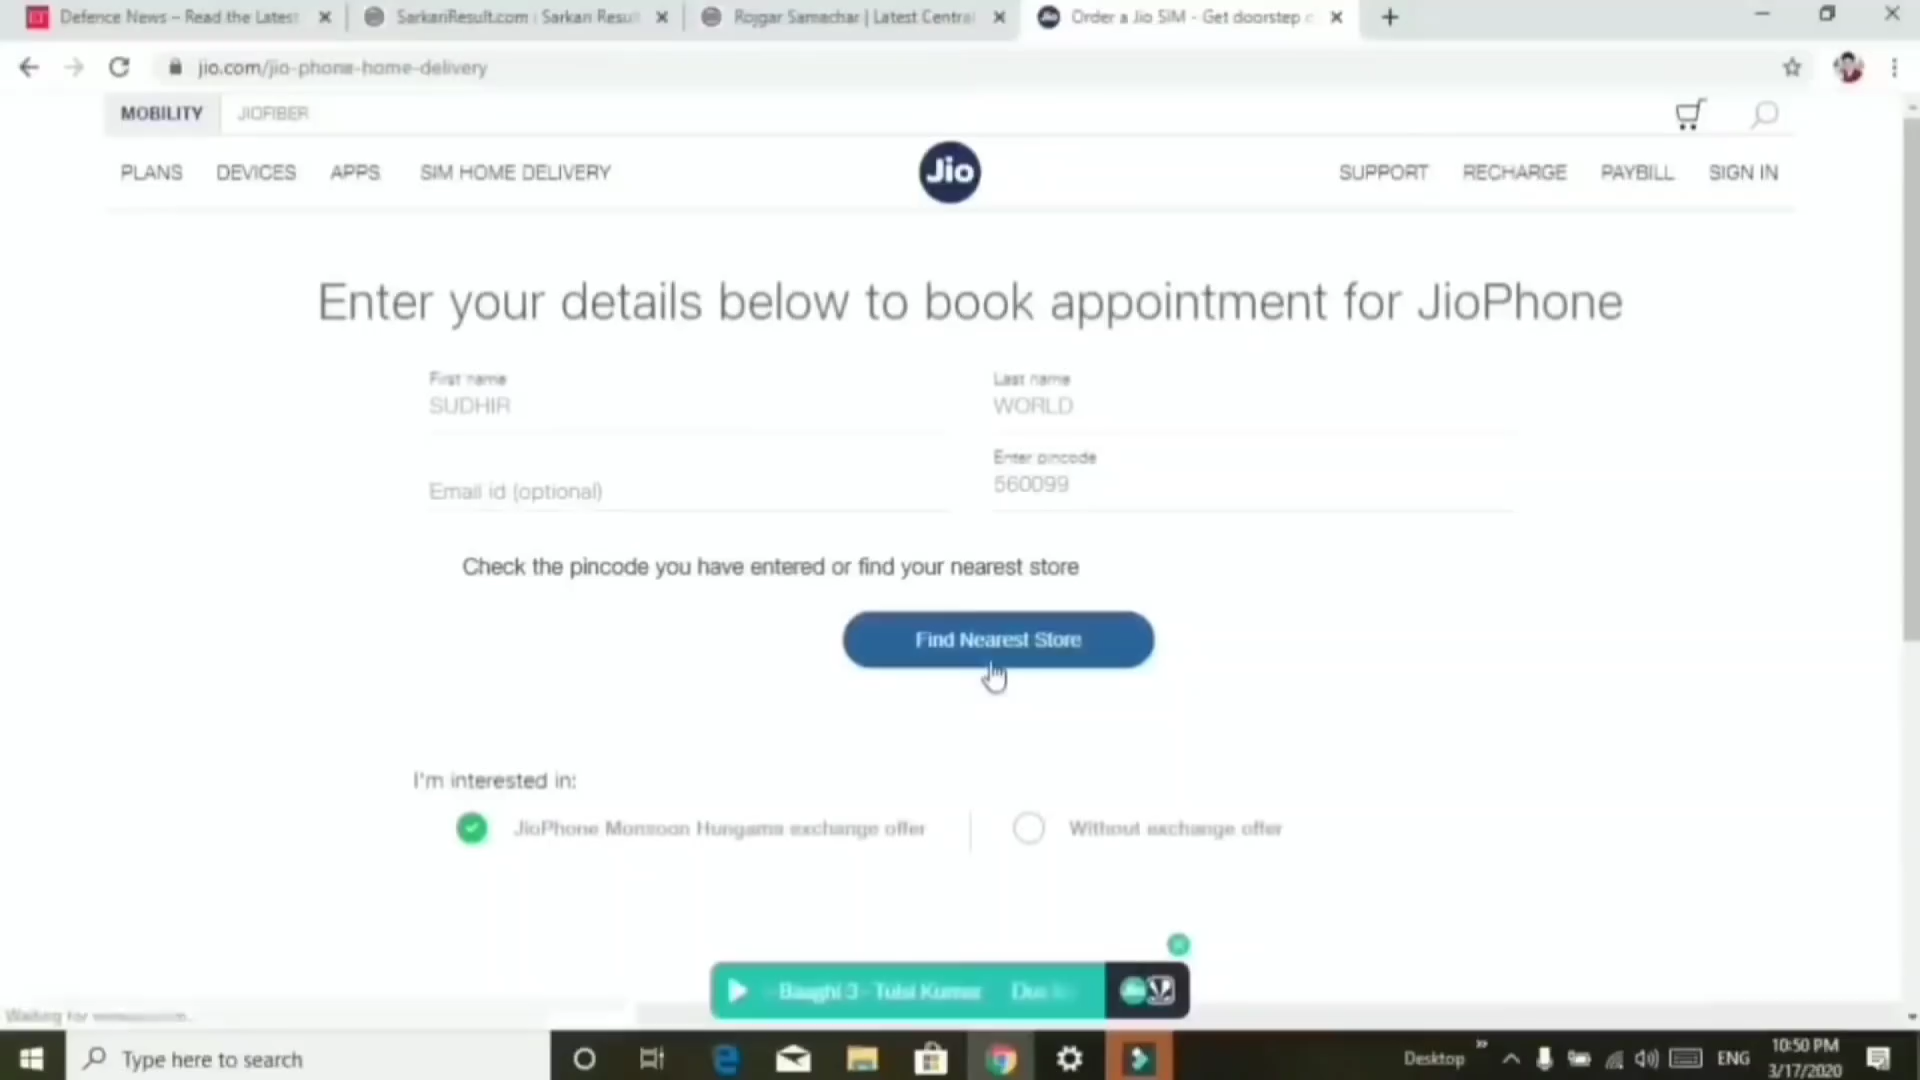 Defence News – Read the Latest
SarkariResult.com : Sarkari Resul
Rojgar Samachar | Latest Central
Order a Jio SIM - Get doorstep d
jio.com/jio-phone-home-delivery
MOBILITY JIOFIBER
PLANS DEVICES APPS SIM HOME DELIVERY
Jio
SUPPORT RECHARGE PAYBILL SIGN IN
Enter your details below to book appointment for JioPhone
First name
SUDHIR
Last name
WORLD
Email id (optional)
Enter pincode
560099
Check the pincode you have entered or find your nearest store
Find Nearest Store
I'm interested in:
JioPhone Monsoon Hungama exchange offer
Without exchange offer
- Baaghi 3 - Tulsi Kumar
Waiting for
Type here to search
Desktop
ENG
10:50 PM
3/17/2020